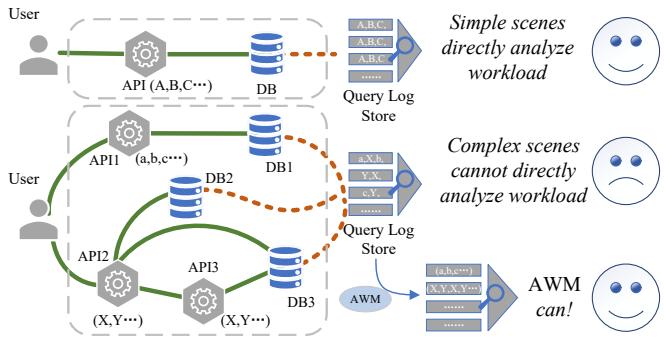 User
API (A,B,C⋯)
DB
A,B,C,
A,B,C,
A,B,C
......
Query Log
Store
Simple scenes
directly analyze
workload
API1
(a,b,c⋯)
DB1
DB2
User
API2
(X,Y⋯)
API3
(X,Y⋯)
DB3
a,X,b,
Y,X,
c,Y,
......
Query Log
Store
Complex scenes
cannot directly
analyze workload
AWM
(a,b,c⋯)
(X,Y,X,Y⋯)
......
......
AWM
can!